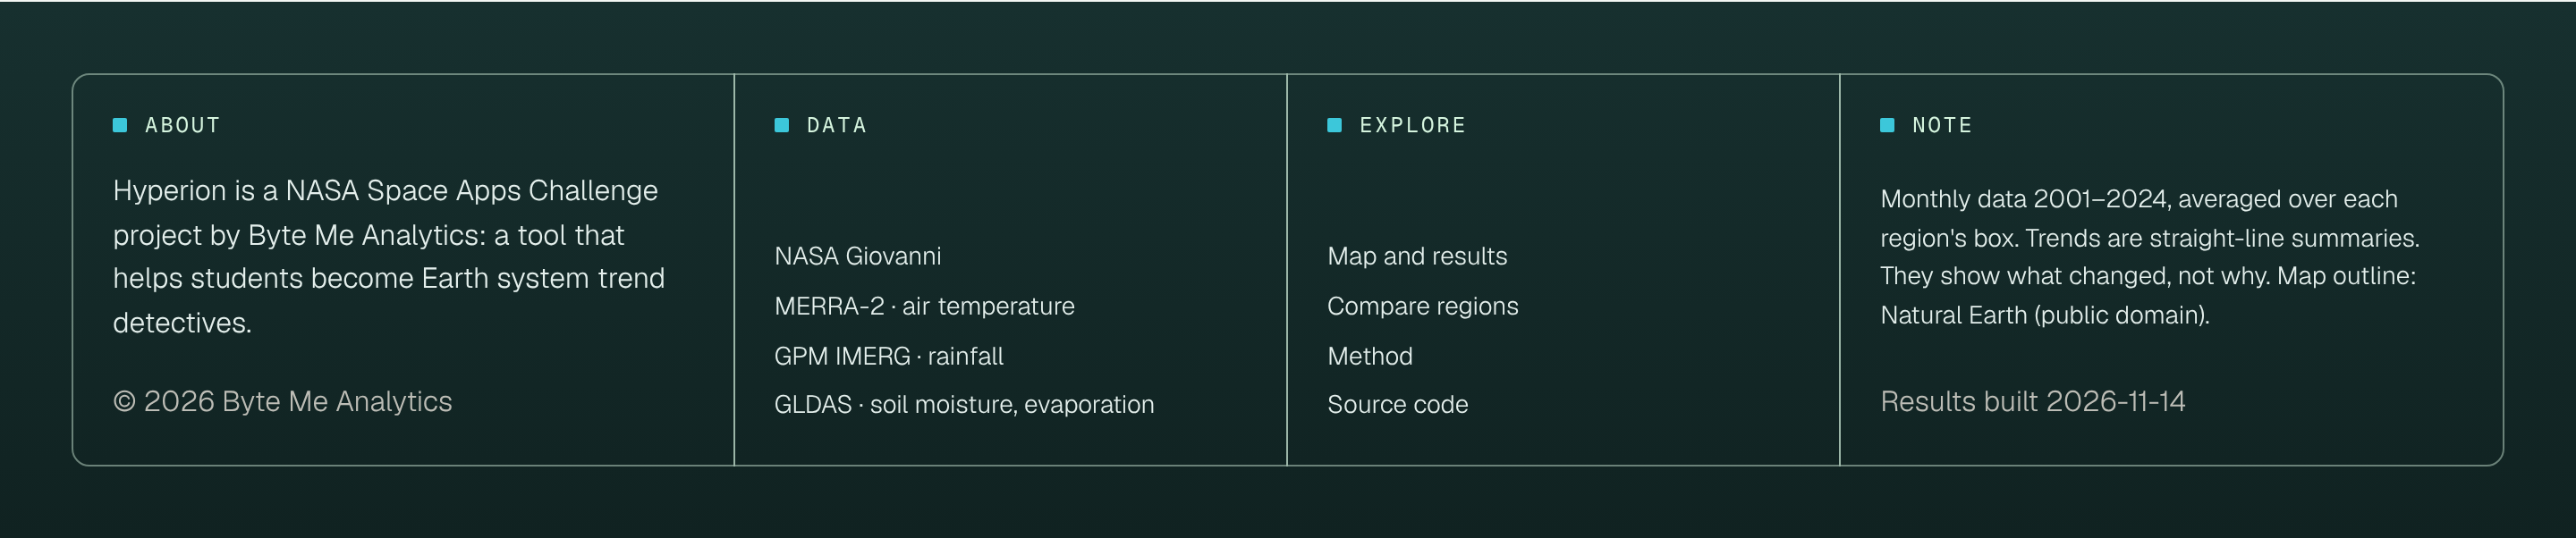 ABOUT
Hyperion is a NASA Space Apps Challenge
project by Byte Me Analytics: a tool that
helps students become Earth system trend
detectives.
© 2026 Byte Me Analytics
DATA
NASA Giovanni
MERRA-2 · air temperature
GPM IMERG · rainfall
GLDAS · soil moisture, evaporation
EXPLORE
Map and results
Compare regions
Method
Source code
NOTE
Monthly data 2001–2024, averaged over each
region's box. Trends are straight-line summaries.
They show what changed, not why. Map outline:
Natural Earth (public domain).
Results built 2026-11-14